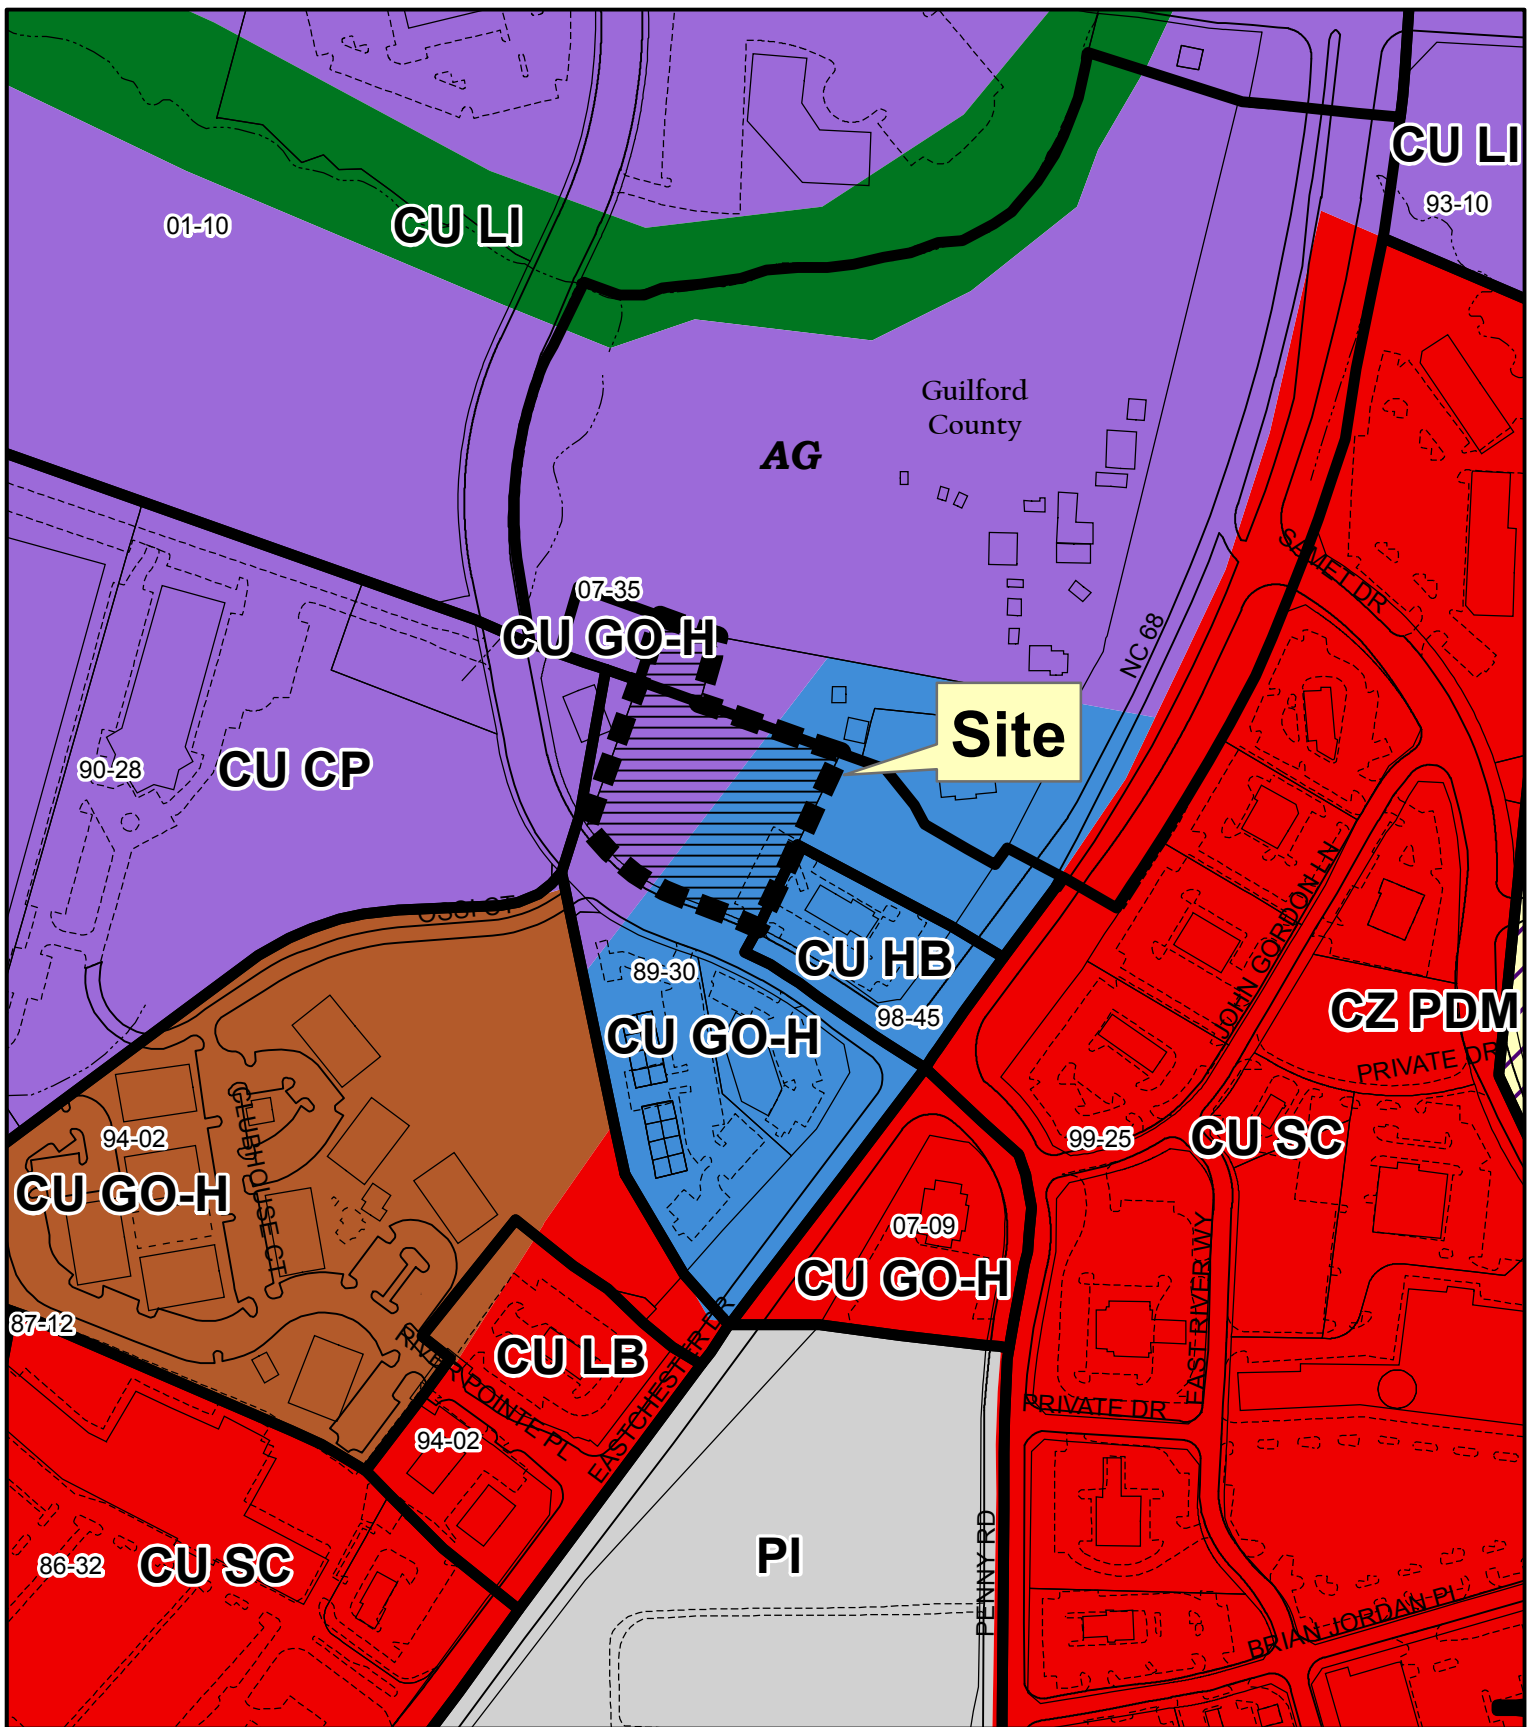 CU LI
93-10
01-10
CU LI
Guilford
County
AG
SAMET DR
07-35
CU GO-H
NC 68
Site
90-28
CU CP
JOHN GORDON LN
OSSI CT
CU HB
89-30
98-45
CU GO-H
CZ PDM
PRIVATE DR
94-02
CU GO-H
CLUBHOUSE CT
99-25
CU SC
07-09
CU GO-H
EAST RIVER WY
87-12
CU LB
RIVER POINTE PL
EASTCHESTER DR
PRIVATE DR
94-02
86-32
CU SC
PI
PENNY RD
BRIAN JORDAN PL